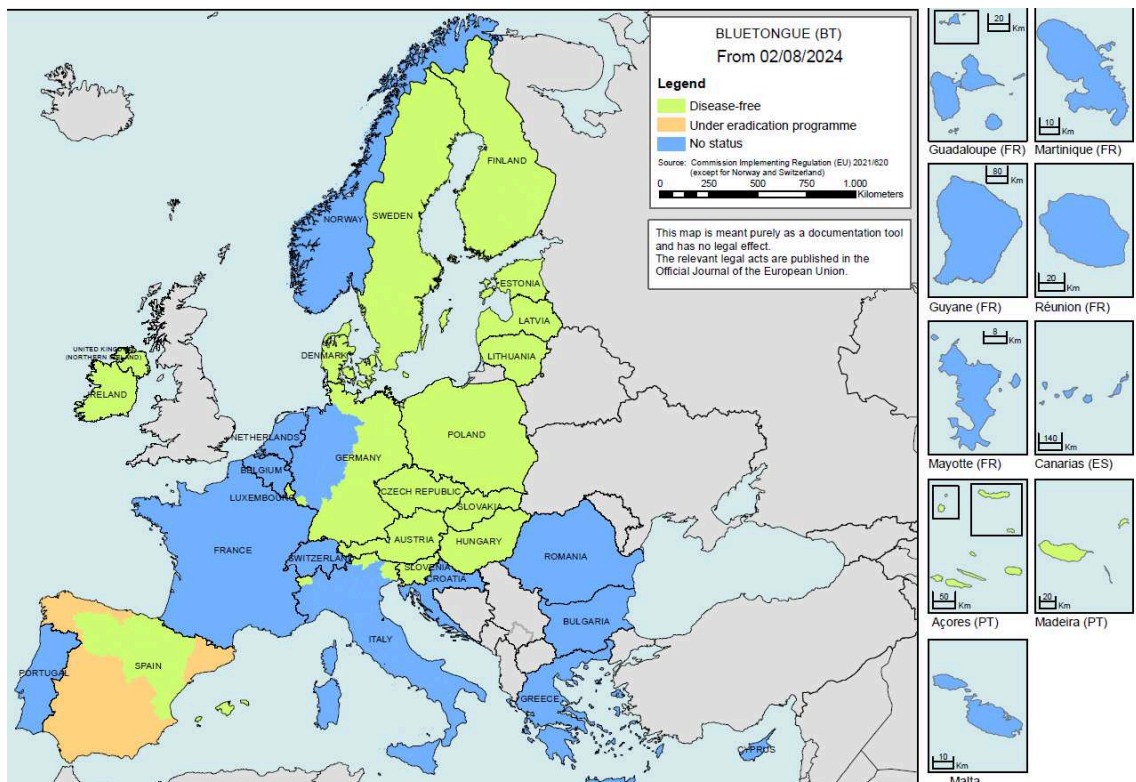 BLUETONGUE (BT)
From 02/08/2024
Legend
Disease-free
Under eradication programme
No status
Source: Commission Implementing Regulation (EU) 2021/620
(except for Norway and Switzerland)
0 250 500 750 1.000
Kilometers
This map is meant purely as a documentation tool
and has no legal effect.
The relevant legal acts are published in the
Official Journal of the European Union.
FINLAND
NORWAY
SWEDEN
ESTONIA
LATVIA
LITHUANIA
DENMARK
UNITED KINGDOM
(NORTHERN IRELAND)
IRELAND
POLAND
NETHERLANDS
GERMANY
BELGIUM
LUXEMBOURG
CZECH REPUBLIC
SLOVAKIA
AUSTRIA
HUNGARY
FRANCE
SWITZERLAND
SLOVENIA
CROATIA
ROMANIA
ITALY
BULGARIA
PORTUGAL
SPAIN
GREECE
CYPRUS
20
Km
Guadaloupe (FR)
10
Km
Martinique (FR)
80
Km
Guyane (FR)
20
Km
Réunion (FR)
8
Km
Mayotte (FR)
140
Km
Canarias (ES)
50
Km
Açores (PT)
20
Km
Madeira (PT)
10
Km
Malta